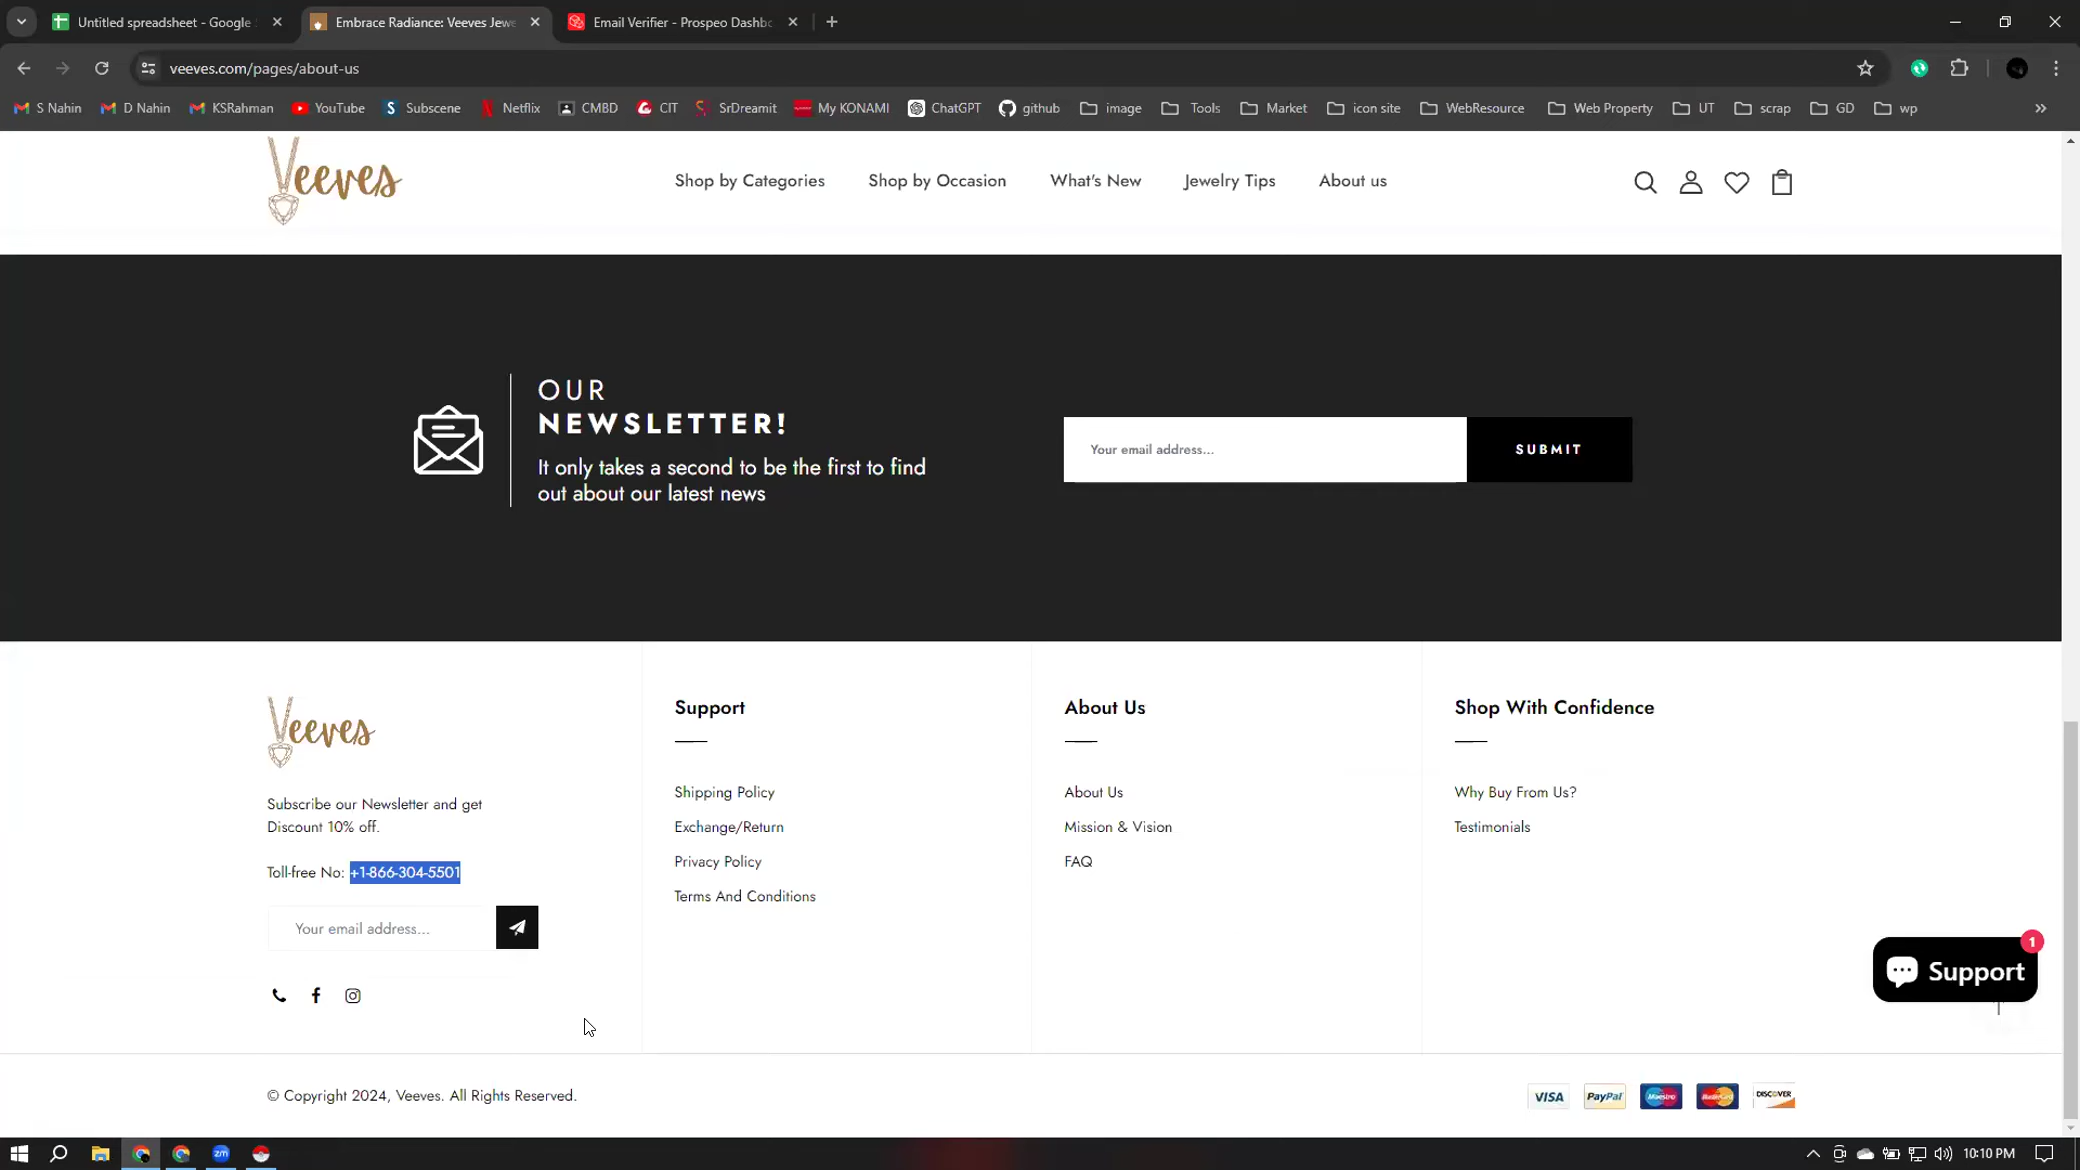 Untitled spreadsheet - Google
Embrace Radiance: Veeves Jew
Email Verifier - Prospeo Dashb
veeves.com/pages/about-us
S Nahin
D Nahin
KSRahman
YouTube
Subscene
Netflix
CMBD
CIT
SrDreamit
My KONAMI
ChatGPT
github
image
Tools
Market
icon site
WebResource
Web Property
UT
scrap
GD
wp
Veeves
Shop by Categories
Shop by Occasion
What's New
Jewelry Tips
About us
OUR
NEWSLETTER!
It only takes a second to be the first to find
out about our latest news
Your email address...
SUBMIT
Veeves
Subscribe our Newsletter and get
Discount 10% off.
Toll-free No: +1-866-304-5501
Your email address...
Support
Shipping Policy
Exchange/Return
Privacy Policy
Terms And Conditions
About Us
About Us
Mission & Vision
FAQ
Shop With Confidence
Why Buy From Us?
Testimonials
1
Support
© Copyright 2024, Veeves. All Rights Reserved.
VISA
PayPal
Maestro
MasterCard
DISCOVER
zm
10:10 PM